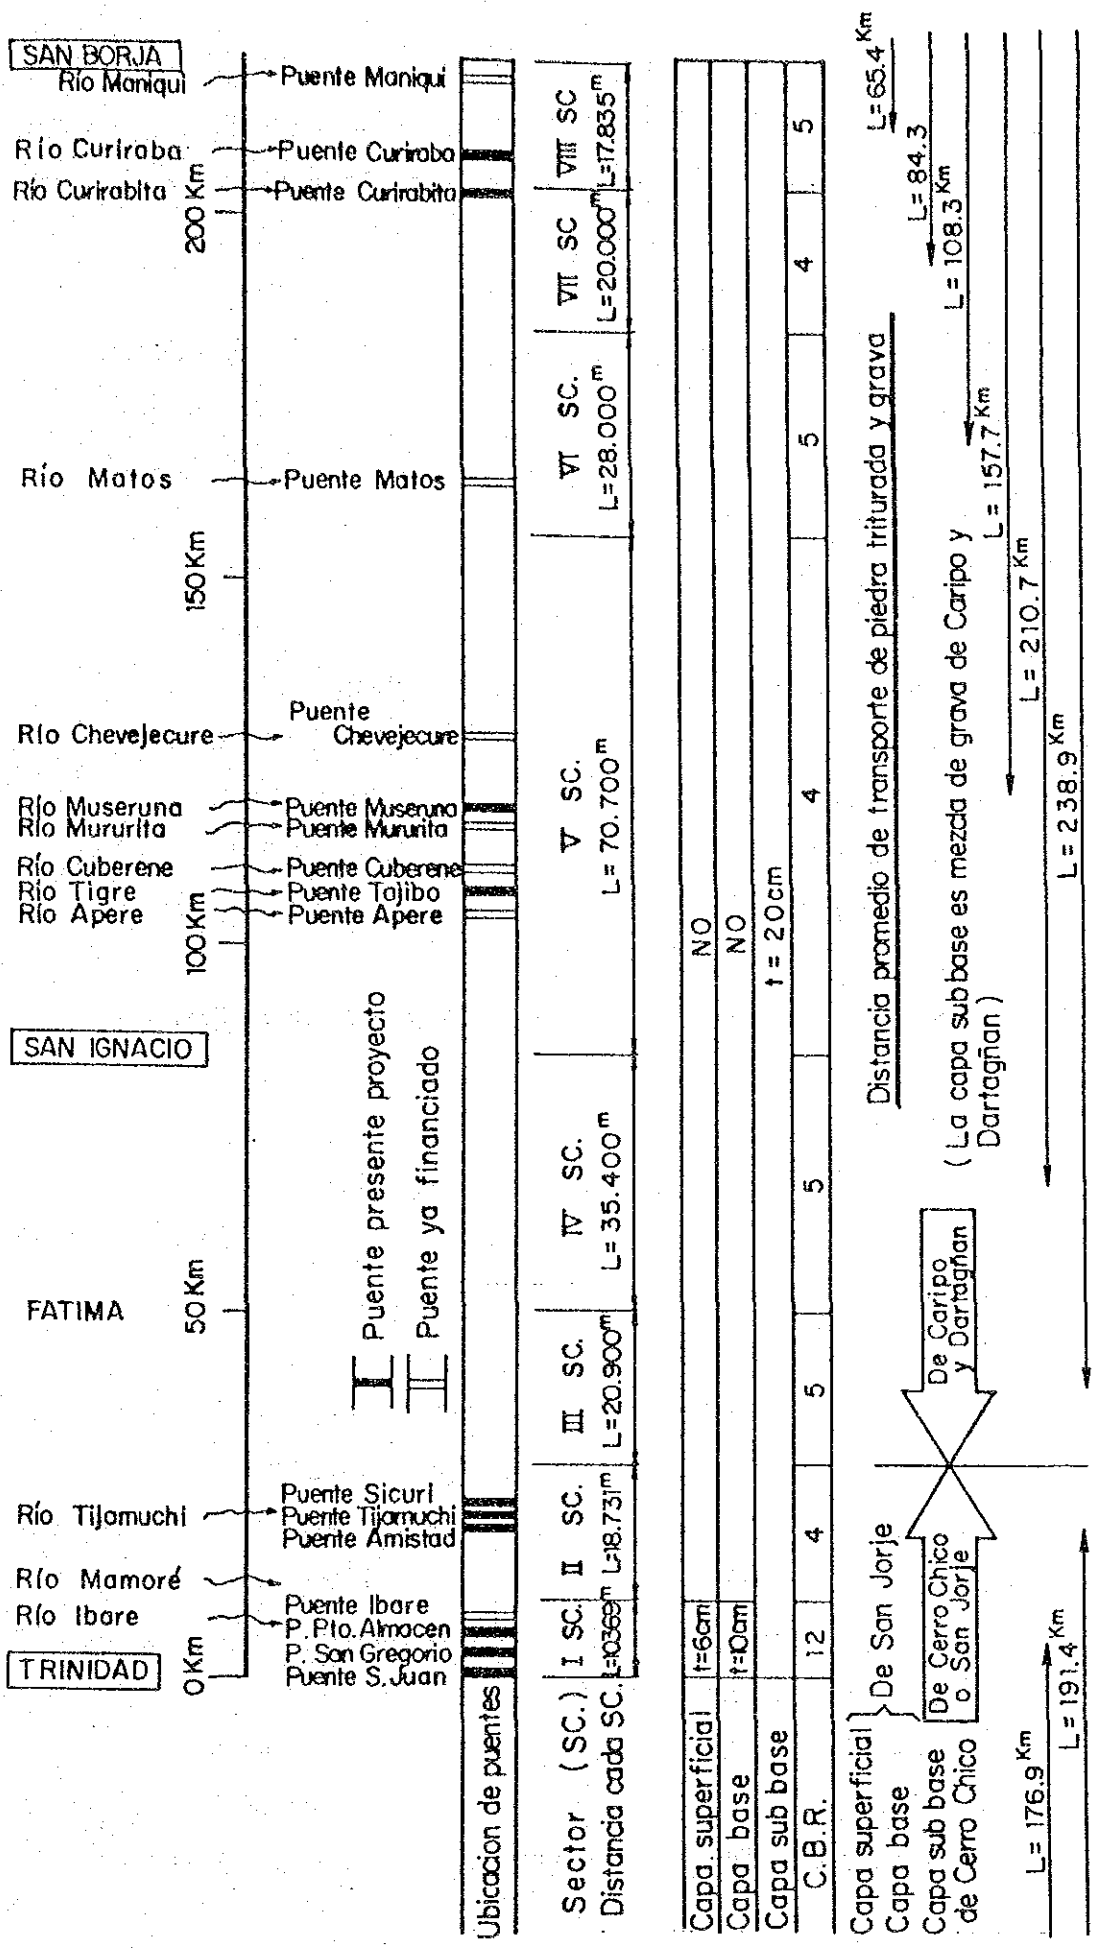 SAN BORJA
Río Maniqui
Puente Maniqui
Río Curiraba
Puente Curiraba
Río Curirabita
Puente Curirabita
200 Km
Río Matos
Puente Matos
150 Km
Río Chevejecure
Puente
Chevejecure
Río Museruna
Puente Museruna
Río Mururita
Puente Mururita
Río Cuberene
Puente Cuberene
Río Tigre
Puente Tajibo
Río Apere
Puente Apere
100 Km
SAN IGNACIO
Puente presente proyecto
Puente ya financiado
50 Km
FATIMA
Puente Sicuri
Río Tijamuchi
Puente Tijamuchi
Puente Amistad
Río Mamoré
Río Ibare
Puente Ibare
P. Pto. Almacen
P. San Gregorio
TRINIDAD
0 Km
Puente S. Juan
Ubicacion de puentes
Sector (SC.)
I SC.
II SC.
III SC.
IV SC.
V SC.
VI SC.
VII SC
VIII SC
Distancia cada SC.
L=10369m
L=18.731m
L=20.900m
L=35.400m
L=70.700m
L=28.000m
L=20.000m
L=17.835m
Capa superficial
t=6cm
NO
Capa base
t=10cm
NO
Capa sub base
t=20cm
C.B.R.
12
4
5
5
4
5
4
5
Capa superficial
Capa base
De San Jorje
Capa sub base
de Cerro Chico
De Cerro Chico
o San Jorje
De Caripo
y Dartagñan
Distancia promedio de transporte de piedra triturada y grava
(La capa sub base es mezda de grava de Caripo y
Dartagñan)
L=65.4Km
L=84.3
L=108.3Km
L=157.7Km
L=210.7Km
L=238.9Km
L=176.9Km
L=191.4Km